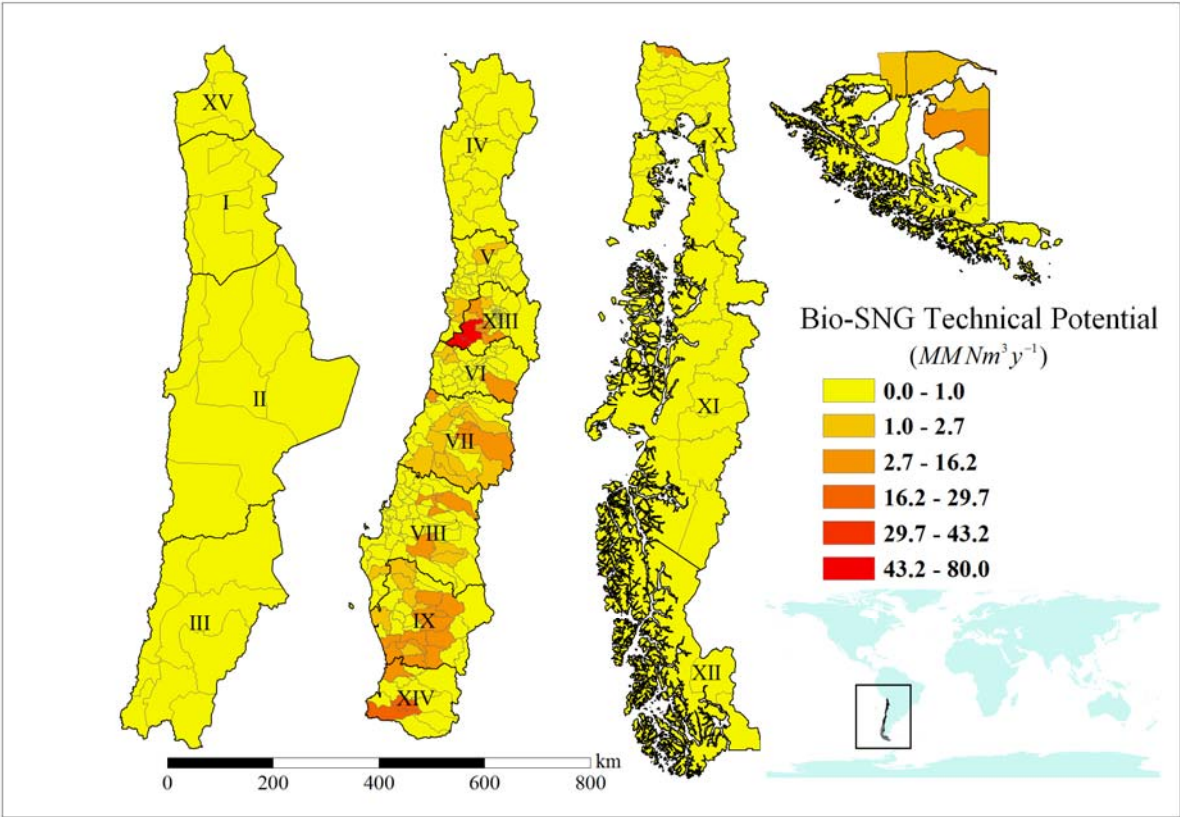 XV
I
II
III
IV
V
XIII
VI
VII
VIII
IX
XIV
X
XI
XII
Bio-SNG Technical Potential
(MMNm³y⁻¹)
0.0 - 1.0
1.0 - 2.7
2.7 - 16.2
16.2 - 29.7
29.7 - 43.2
43.2 - 80.0
km
0 200 400 600 800